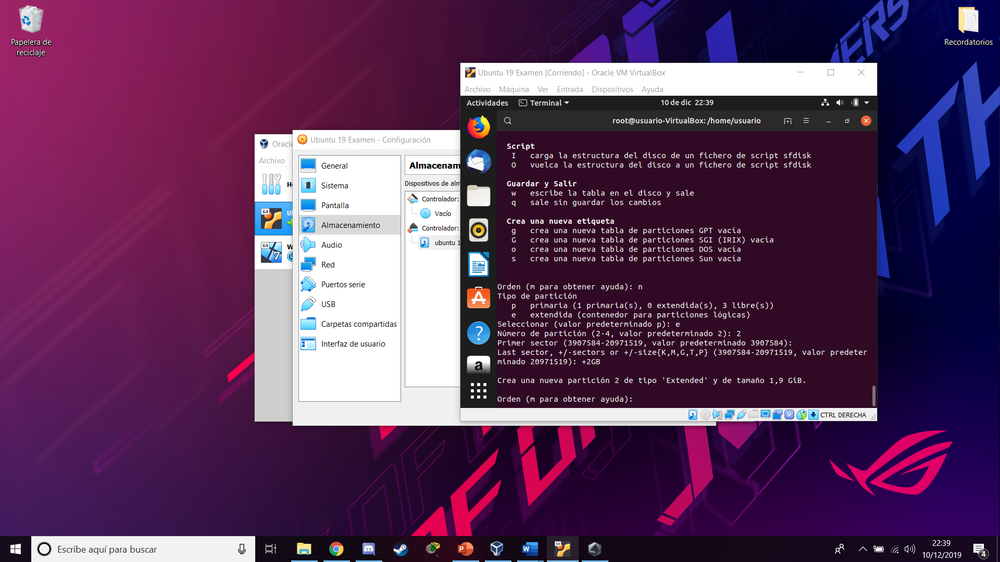 Papelera de
reciclaje
Recordatorios
Oracle
Archivo
64
64
Ubuntu 19 Examen - Configuración
General
Sistema
Pantalla
Almacenamiento
Audio
Red
Puertos serie
USB
Carpetas compartidas
Interfaz de usuario
Almacenam
Dispositivos de alm
Controlador:
Vacío
Controlador:
ubuntu 1
Ubuntu 19 Examen [Corriendo] - Oracle VM VirtualBox
Archivo Máquina Ver Entrada Dispositivos Ayuda
Actividades Terminal 10 de dic 22:39
root@usuario-VirtualBox: /home/usuario
Script
I carga la estructura del disco de un fichero de script sfdisk
O vuelca la estructura del disco a un fichero de script sfdisk
Guardar y Salir
w escribe la tabla en el disco y sale
q sale sin guardar los cambios
Crea una nueva etiqueta
g crea una nueva tabla de particiones GPT vacía
G crea una nueva tabla de particiones SGI (IRIX) vacía
o crea una nueva tabla de particiones DOS vacía
s crea una nueva tabla de particiones Sun vacía
Orden (m para obtener ayuda): n
Tipo de partición
p primaria (1 primaria(s), 0 extendida(s), 3 libre(s))
e extendida (contenedor para particiones lógicas)
Seleccionar (valor predeterminado p): e
Número de partición (2-4, valor predeterminado 2): 2
Primer sector (3907584-20971519, valor predeterminado 3907584):
Last sector, +/-sectors or +/-size{K,M,G,T,P} (3907584-20971519, valor predeter
minado 20971519): +2GB
Crea una nueva partición 2 de tipo 'Extended' y de tamaño 1,9 GiB.
Orden (m para obtener ayuda):
CTRL DERECHA
Escribe aquí para buscar
22:39
10/12/2019
4